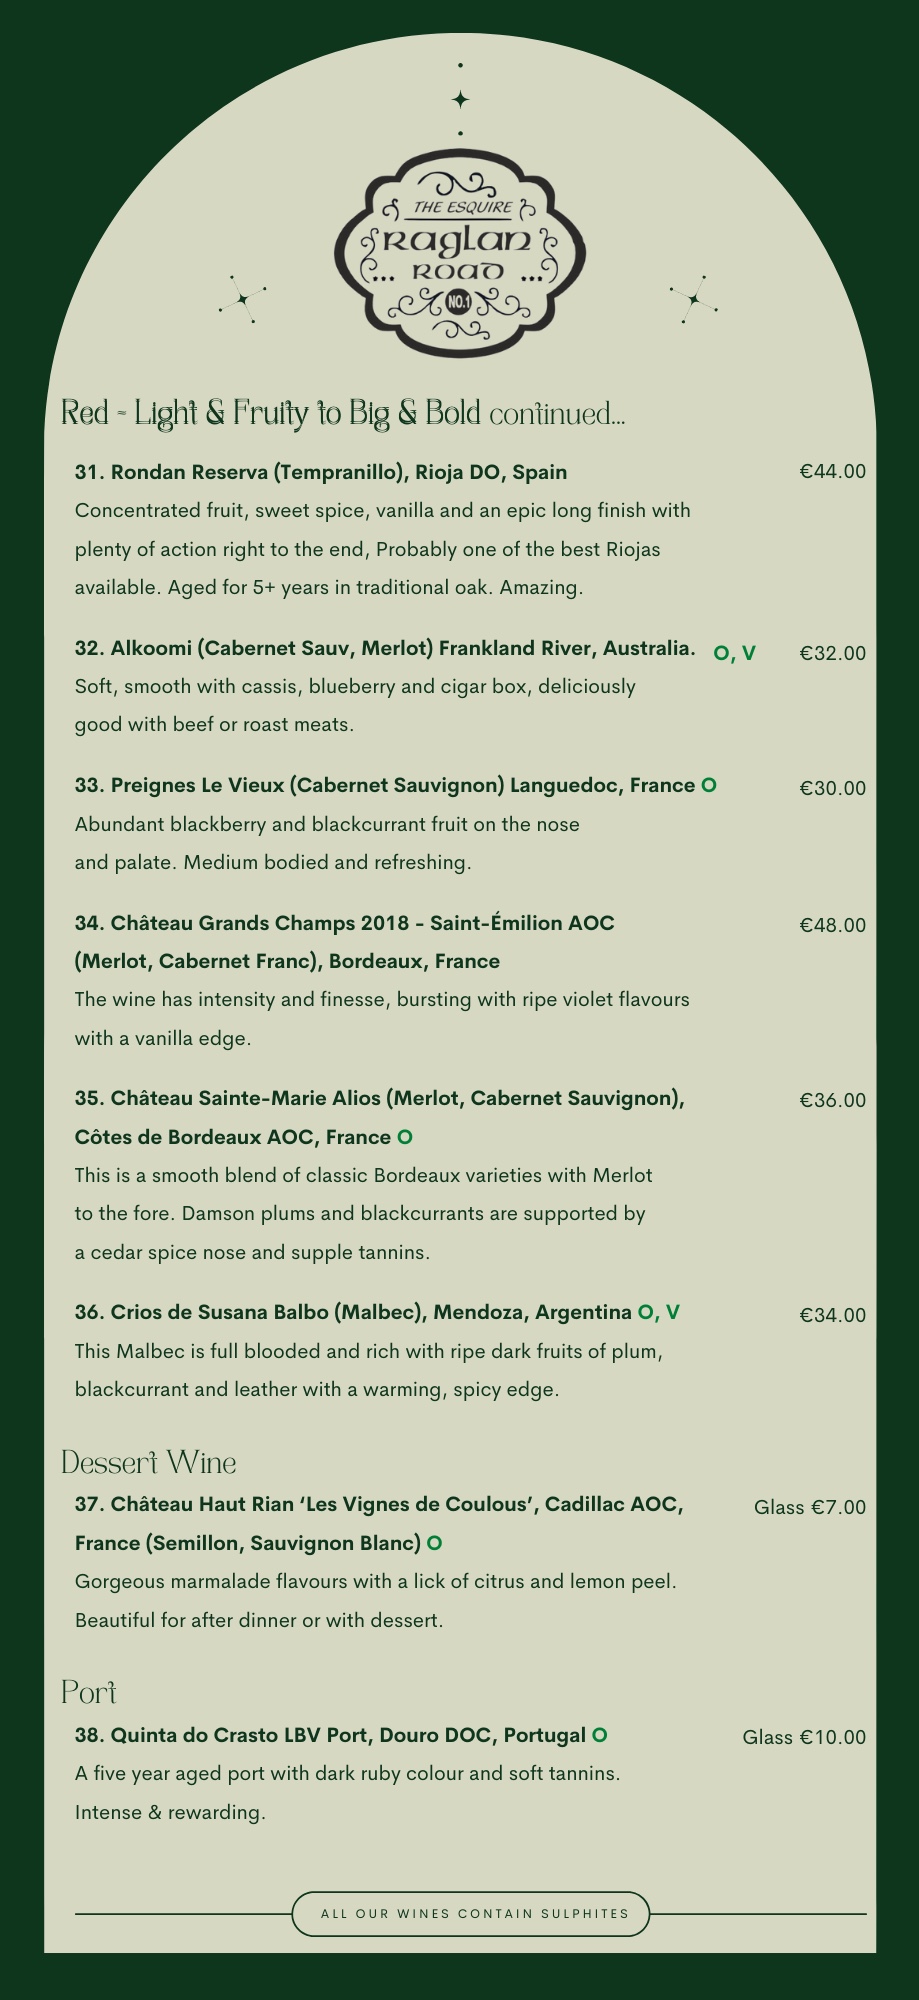 THE ESQUIRE
Raglan
... ROAD ...
NO.1
Red - Light & Fruity to Big & Bold continued...
31. Rondan Reserva (Tempranillo), Rioja DO, Spain €44.00
Concentrated fruit, sweet spice, vanilla and an epic long finish with
plenty of action right to the end, Probably one of the best Riojas
available. Aged for 5+ years in traditional oak. Amazing.
32. Alkoomi (Cabernet Sauv, Merlot) Frankland River, Australia. O, V €32.00
Soft, smooth with cassis, blueberry and cigar box, deliciously
good with beef or roast meats.
33. Preignes Le Vieux (Cabernet Sauvignon) Languedoc, France O €30.00
Abundant blackberry and blackcurrant fruit on the nose
and palate. Medium bodied and refreshing.
34. Château Grands Champs 2018 - Saint-Émilion AOC €48.00
(Merlot, Cabernet Franc), Bordeaux, France
The wine has intensity and finesse, bursting with ripe violet flavours
with a vanilla edge.
35. Château Sainte-Marie Alios (Merlot, Cabernet Sauvignon), €36.00
Côtes de Bordeaux AOC, France O
This is a smooth blend of classic Bordeaux varieties with Merlot
to the fore. Damson plums and blackcurrants are supported by
a cedar spice nose and supple tannins.
36. Crios de Susana Balbo (Malbec), Mendoza, Argentina O, V €34.00
This Malbec is full blooded and rich with ripe dark fruits of plum,
blackcurrant and leather with a warming, spicy edge.
Dessert Wine
37. Château Haut Rian ‘Les Vignes de Coulous’, Cadillac AOC, Glass €7.00
France (Semillon, Sauvignon Blanc) O
Gorgeous marmalade flavours with a lick of citrus and lemon peel.
Beautiful for after dinner or with dessert.
Port
38. Quinta do Crasto LBV Port, Douro DOC, Portugal O Glass €10.00
A five year aged port with dark ruby colour and soft tannins.
Intense & rewarding.
ALL OUR WINES CONTAIN SULPHITES